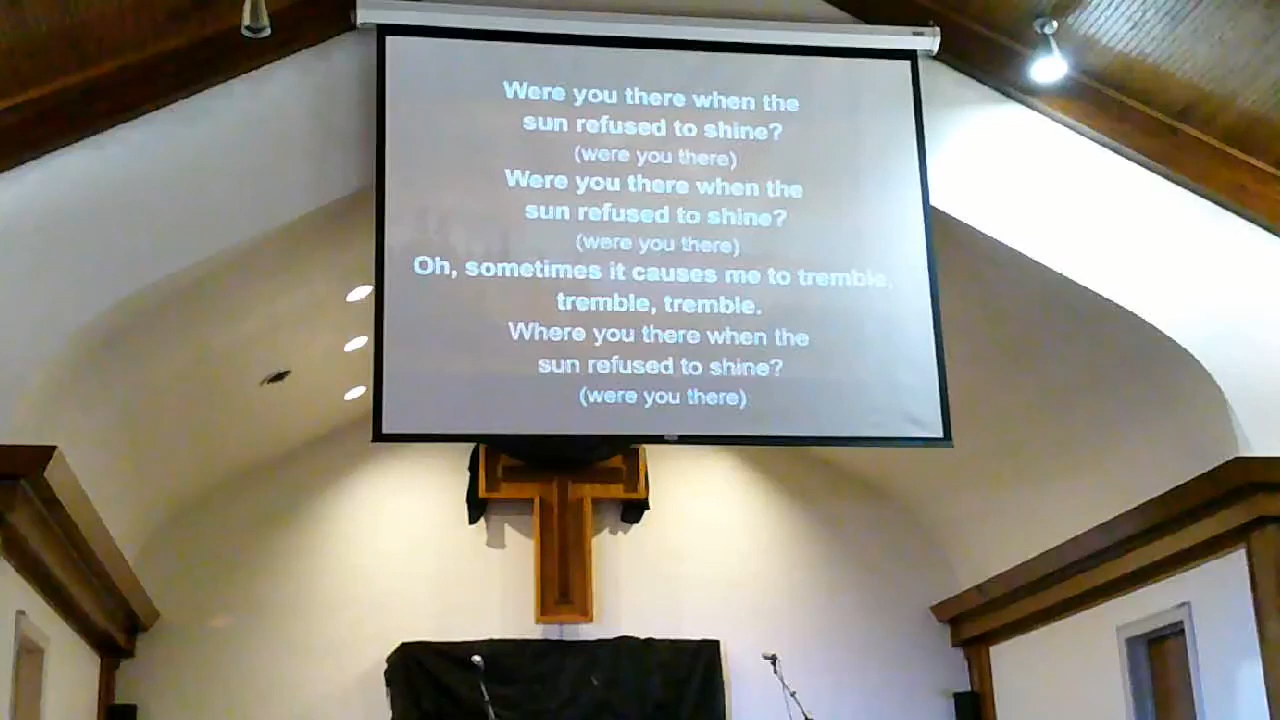 Were you there when the
sun refused to shine?
(were you there)
Were you there when the
sun refused to shine?
(were you there)
Oh, sometimes it causes me to tremble,
tremble, tremble.
Where you there when the
sun refused to shine?
(were you there)